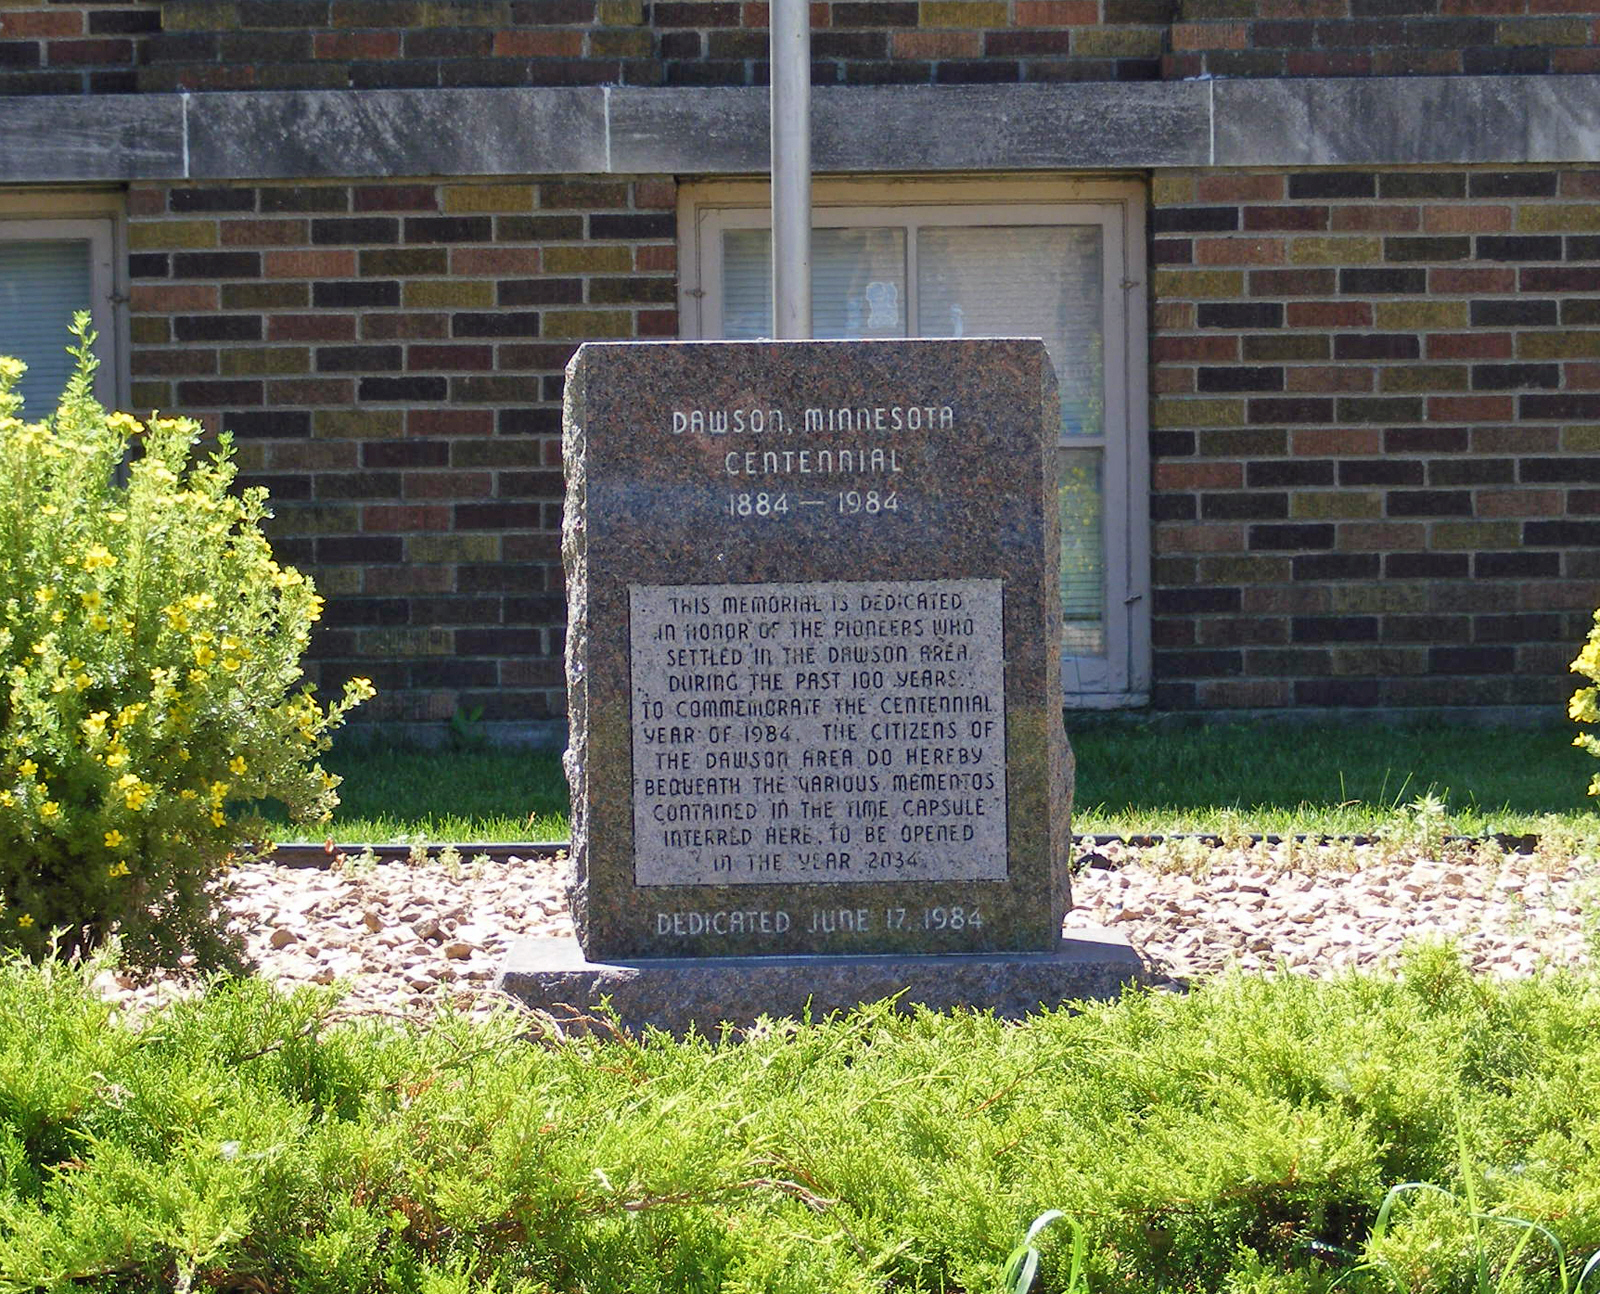 DAWSON, MINNESOTA
CENTENNIAL
1884 — 1984
THIS MEMORIAL IS DEDICATED
IN HONOR OF THE PIONEERS WHO
SETTLED IN THE DAWSON AREA
DURING THE PAST 100 YEARS.
TO COMMEMORATE THE CENTENNIAL
YEAR OF 1984, THE CITIZENS OF
THE DAWSON AREA DO HEREBY
BEQUEATH THE VARIOUS MEMENTOS
CONTAINED IN THE TIME CAPSULE
INTERRED HERE, TO BE OPENED
IN THE YEAR 2034.
DEDICATED JUNE 17, 1984